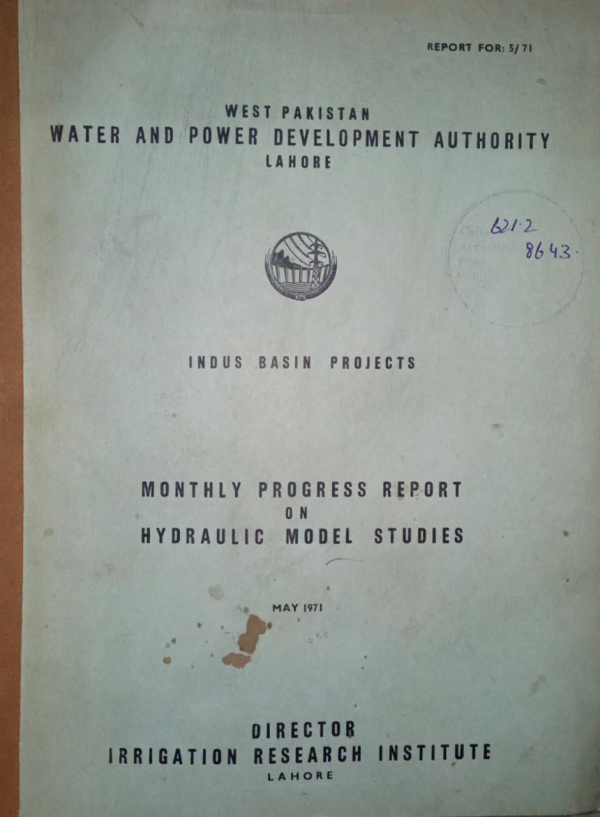 REPORT FOR: 5/71
WEST PAKISTAN
WATER AND POWER DEVELOPMENT AUTHORITY
LAHORE
621.2
8643.
INDUS BASIN PROJECTS
MONTHLY PROGRESS REPORT
ON
HYDRAULIC MODEL STUDIES
MAY 1971
DIRECTOR
IRRIGATION RESEARCH INSTITUTE
LAHORE